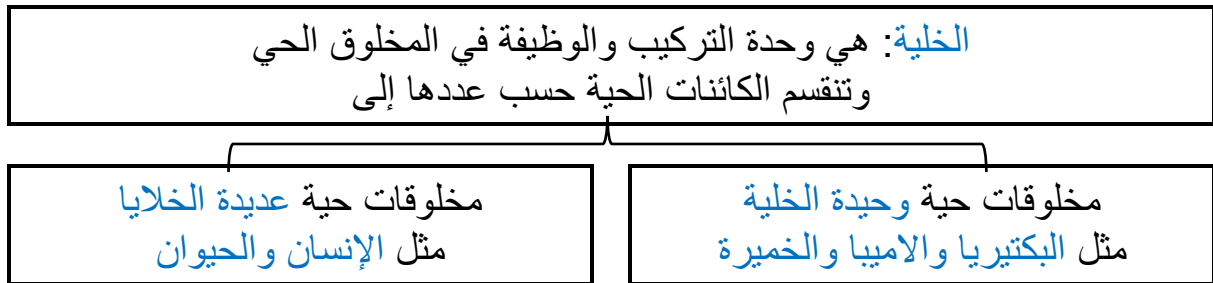 الخلية: هي وحدة التركيب والوظيفة في المخلوق الحي
وتنقسم الكائنات الحية حسب عددها إلى
مخلوقات حية وحيدة الخلية
مثل البكتيريا والاميبا والخميرة
مخلوقات حية عديدة الخلايا
مثل الإنسان والحيوان